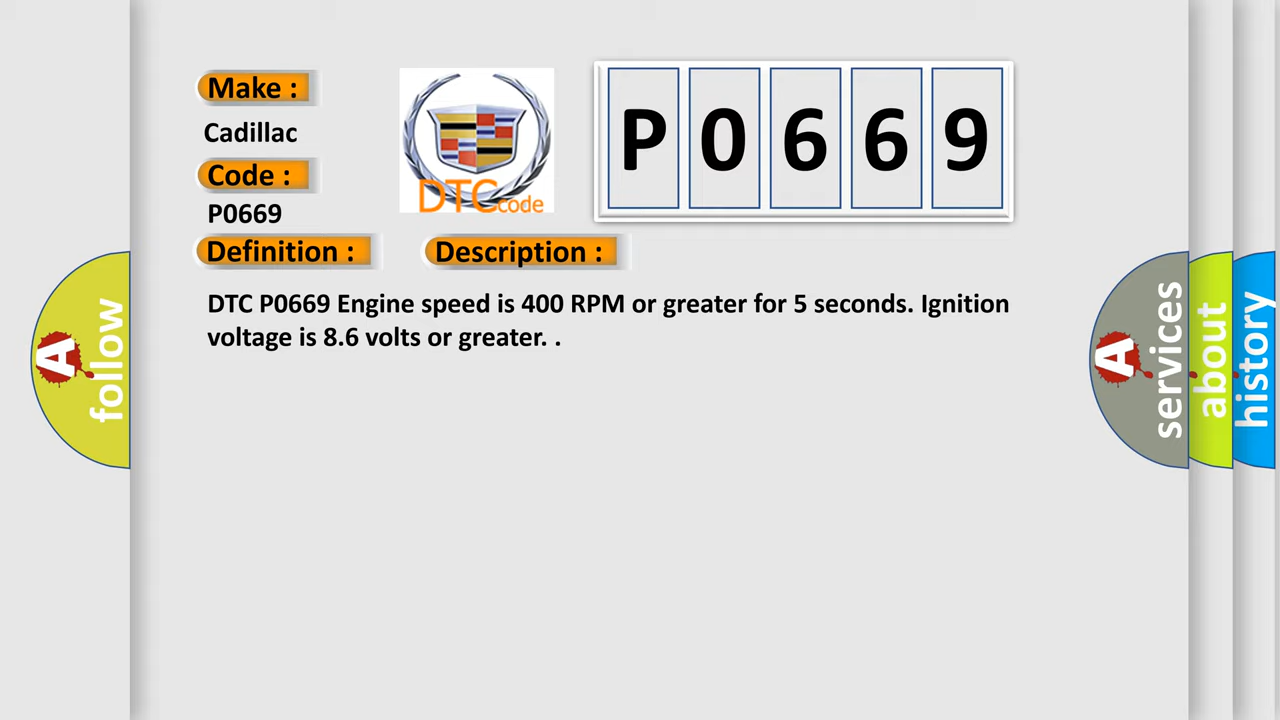 Make :
Cadillac
Code :
P0669
DTC code
P 0 6 6 9
Definition :
Description :
DTC P0669 Engine speed is 400 RPM or greater for 5 seconds. Ignition
voltage is 8.6 volts or greater. .
A
follow
A
services
about
history